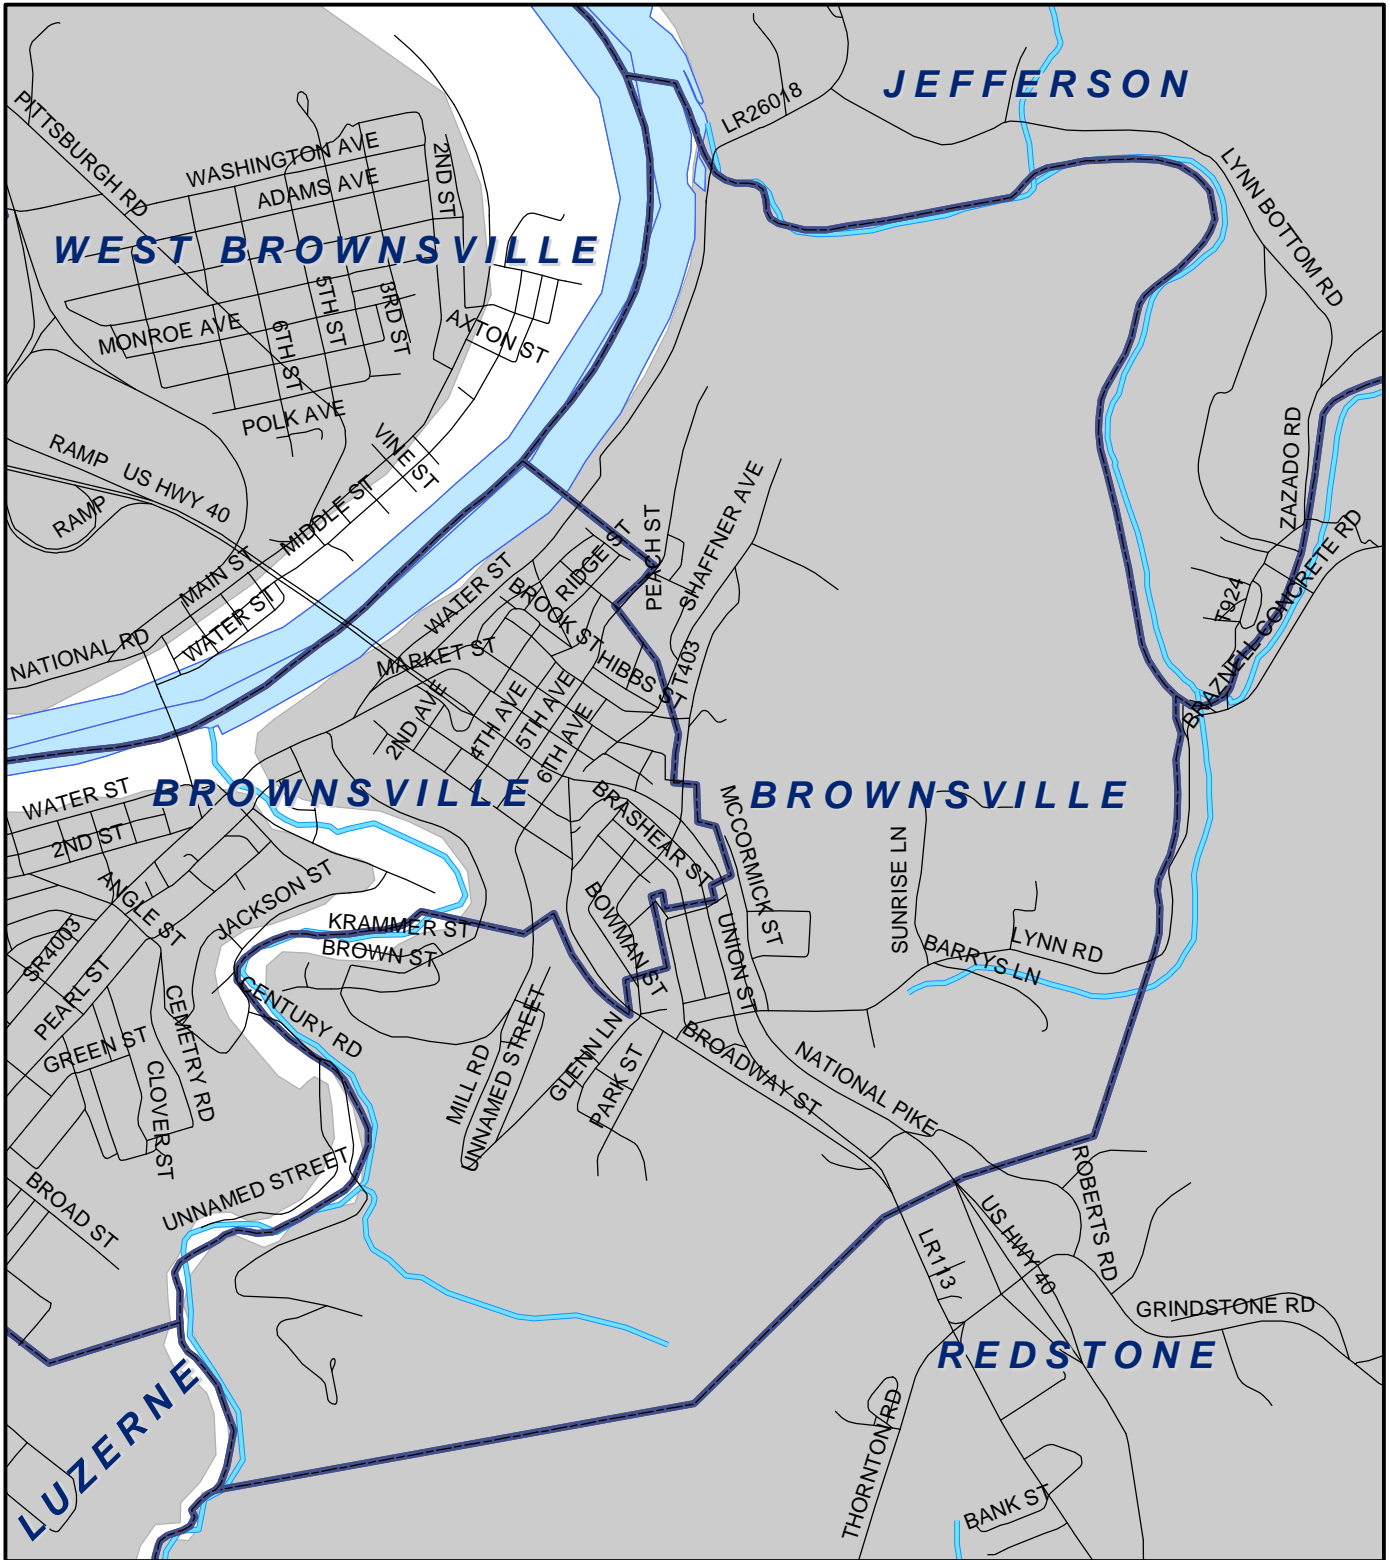 JEFFERSON
LR26018
PITTSBURGH RD
WASHINGTON AVE
2ND ST
ADAMS AVE
LYNN BOTTOM RD
WEST BROWNSVILLE
5TH ST
3RD ST
MONROE AVE
6TH ST
AXTON ST
POLK AVE
VINE ST
RAMP
US HWY 40
RAMP
MIDDLE ST
ZAZADO RD
SHAFFNER AVE
PEACH ST
RIDGE ST
BROOK ST
WATER ST
MAIN ST
WATER ST
NATIONAL RD
MARKET ST
HIBBS ST
T403
T924
BRAZNELL CONCRETE RD
2ND AVE
4TH AVE
5TH AVE
6TH AVE
BROWNSVILLE
BROWNSVILLE
WATER ST
2ND ST
BRASHEAR ST
MCCORMICK ST
SUNRISE LN
ANGLE ST
JACKSON ST
BOWMAN ST
KRAMMER ST
BROWN ST
UNION ST
LYNN RD
BARRYS LN
SR4003
PEARL ST
CEMETRY RD
CENTURY RD
GREEN ST
CLOVER ST
MILL RD
UNNAMED STREET
GLENN LN
PARK ST
BROADWAY ST
NATIONAL PIKE
UNNAMED STREET
BROAD ST
ROBERTS RD
LR113
US HWY 40
GRINDSTONE RD
REDSTONE
LUZERNE
THORNTON RD
BANK ST